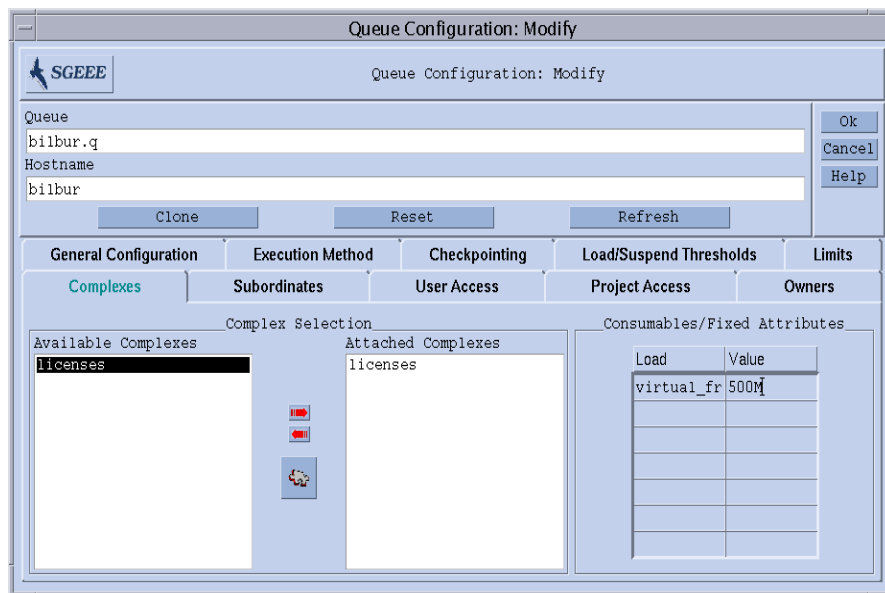 Queue Configuration: Modify
SGEEE
Queue Configuration: Modify
Queue
bilbur.q
Hostname
bilbur
Ok
Cancel
Help
Clone Reset Refresh
General Configuration Execution Method Checkpointing Load/Suspend Thresholds Limits
Complexes Subordinates User Access Project Access Owners
Complex Selection
Available Complexes Attached Complexes
licenses licenses
Consumables/Fixed Attributes
Load Value
virtual_fr 500M